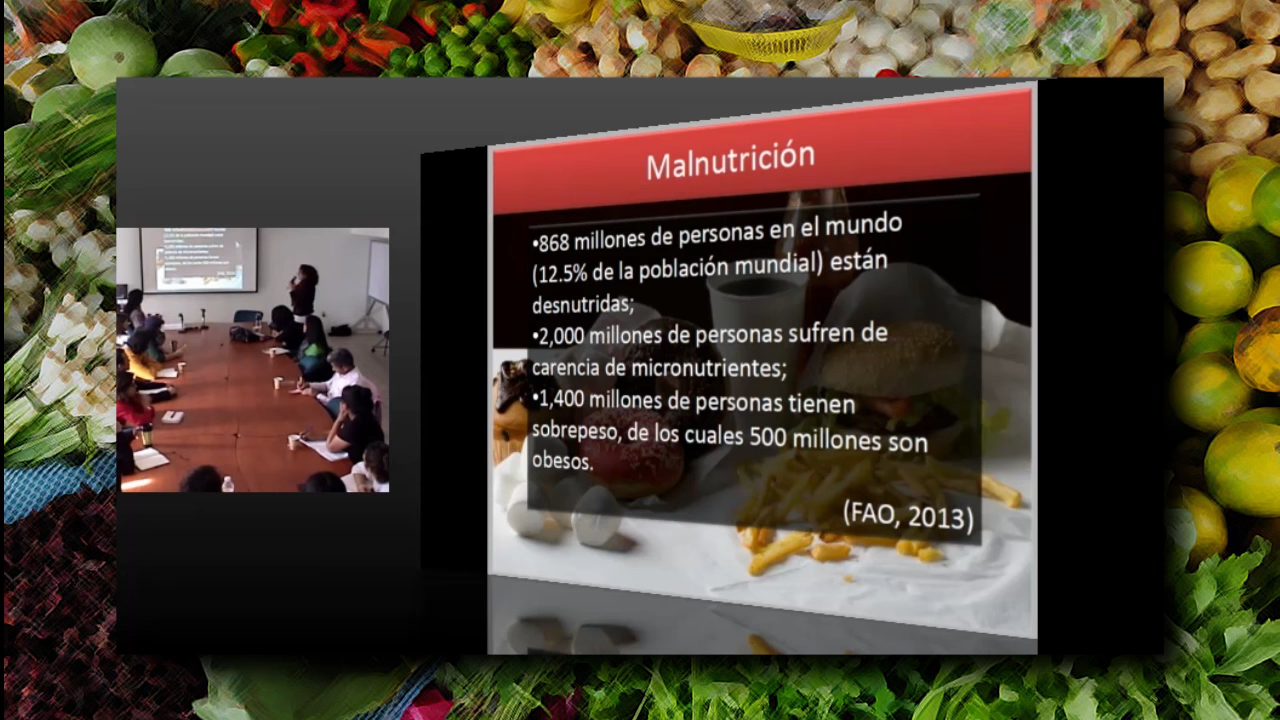 Malnutrición
•868 millones de personas en el mundo
(12.5% de la población mundial) están
desnutridas;
•2,000 millones de personas sufren de
carencia de micronutrientes;
•1,400 millones de personas tienen
sobrepeso, de los cuales 500 millones son
obesos.
(FAO, 2013)